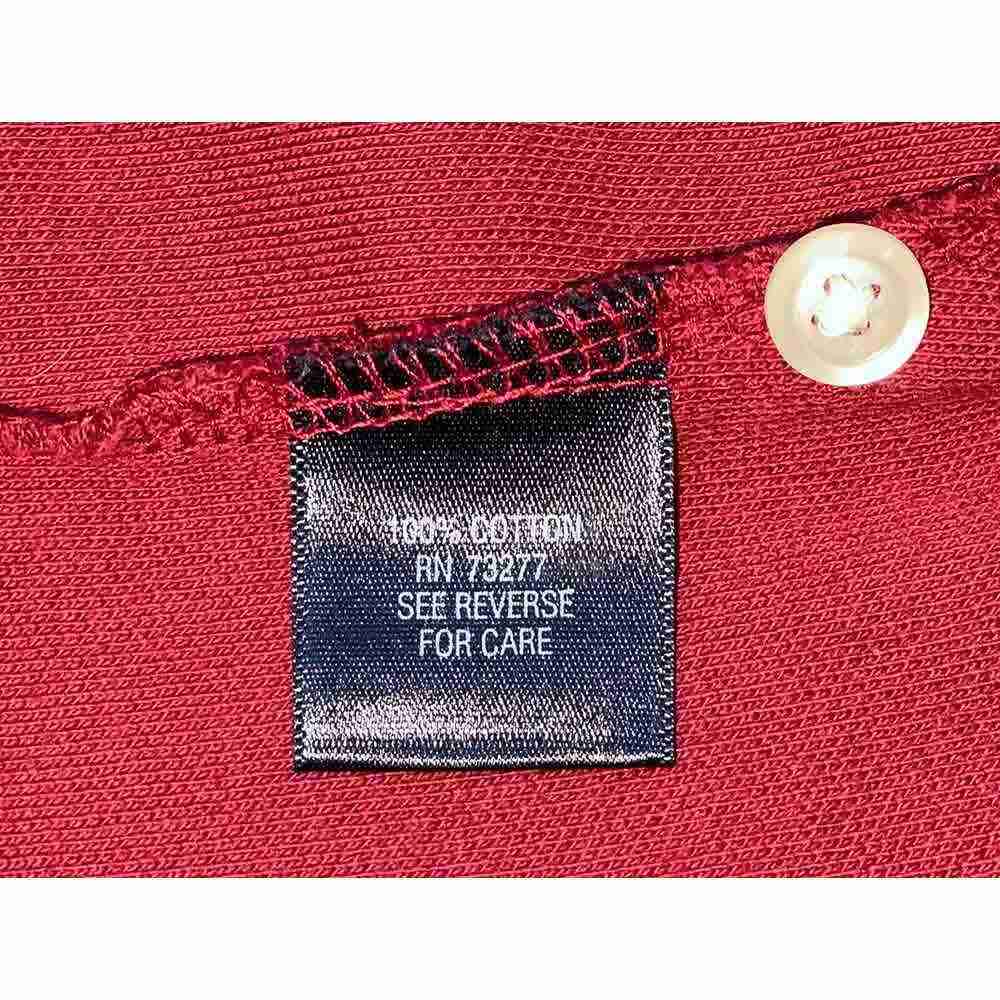 100% COTTON
RN 73277
SEE REVERSE
FOR CARE